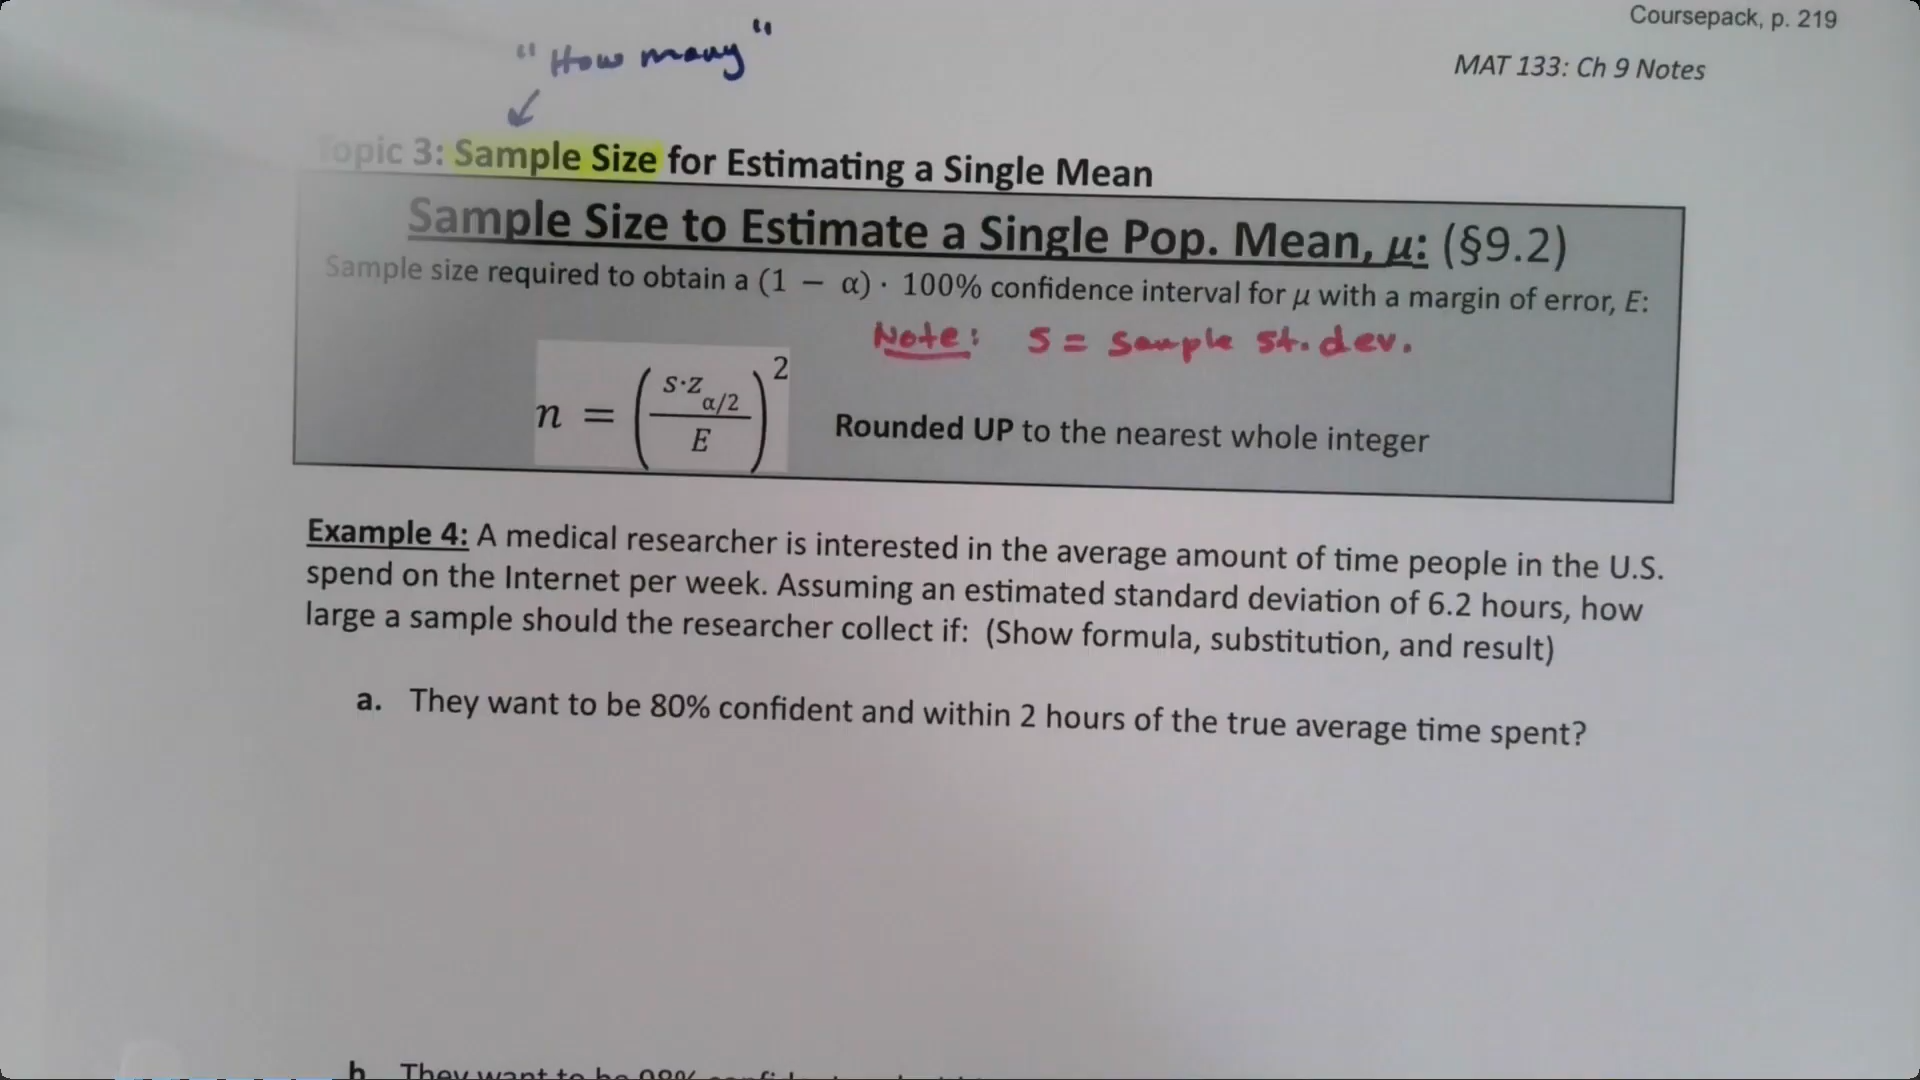 Coursepack, p. 219
"How many"
MAT 133: Ch 9 Notes
Topic 3: Sample Size for Estimating a Single Mean
Sample Size to Estimate a Single Pop. Mean, μ: (§9.2)
Sample size required to obtain a (1 − α) · 100% confidence interval for μ with a margin of error, E:
Note: S = Sample st. dev.
n = (s·z_α/2 / E)²
Rounded UP to the nearest whole integer
Example 4: A medical researcher is interested in the average amount of time people in the U.S.
spend on the Internet per week. Assuming an estimated standard deviation of 6.2 hours, how
large a sample should the researcher collect if: (Show formula, substitution, and result)
a. They want to be 80% confident and within 2 hours of the true average time spent?
b They want to be